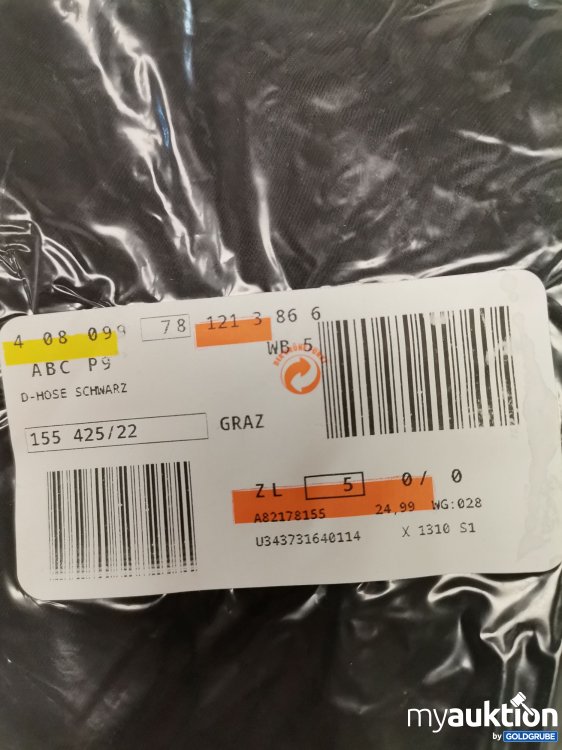 4 08 099 78 121 3 86 6
ABC P9 WB 5
D-HOSE SCHWARZ
155 425/22 GRAZ
ZL 5 0/ 0
A82178155 24,99 WG:028
U343731640114 X 1310 S1
myauktion
by GOLDGRUBE